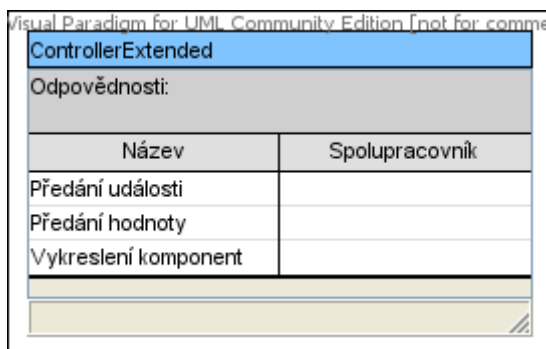 Visual Paradigm for UML Community Edition [not for comme
ControllerExtended
Odpovědnosti:
Název Spolupracovník
Předání události
Předání hodnoty
Vykreslení komponent